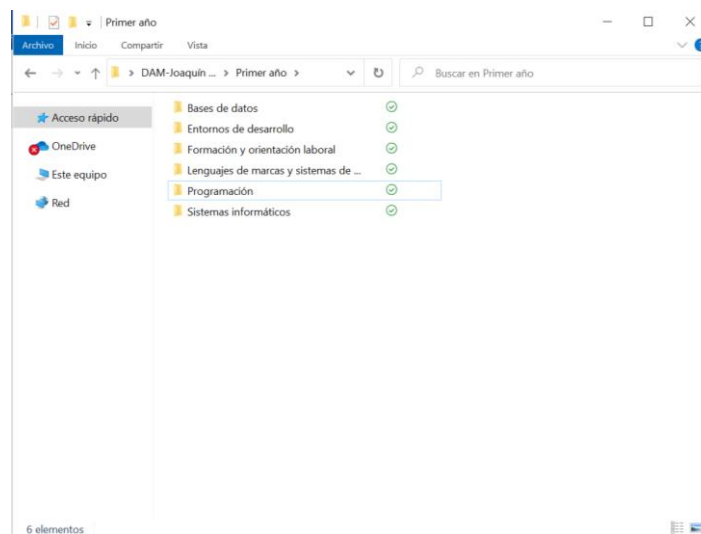 Primer año
Archivo Inicio Compartir Vista
DAM-Joaquín ... > Primer año >
Buscar en Primer año
Acceso rápido
OneDrive
Este equipo
Red
Bases de datos
Entornos de desarrollo
Formación y orientación laboral
Lenguajes de marcas y sistemas de ...
Programación
Sistemas informáticos
6 elementos